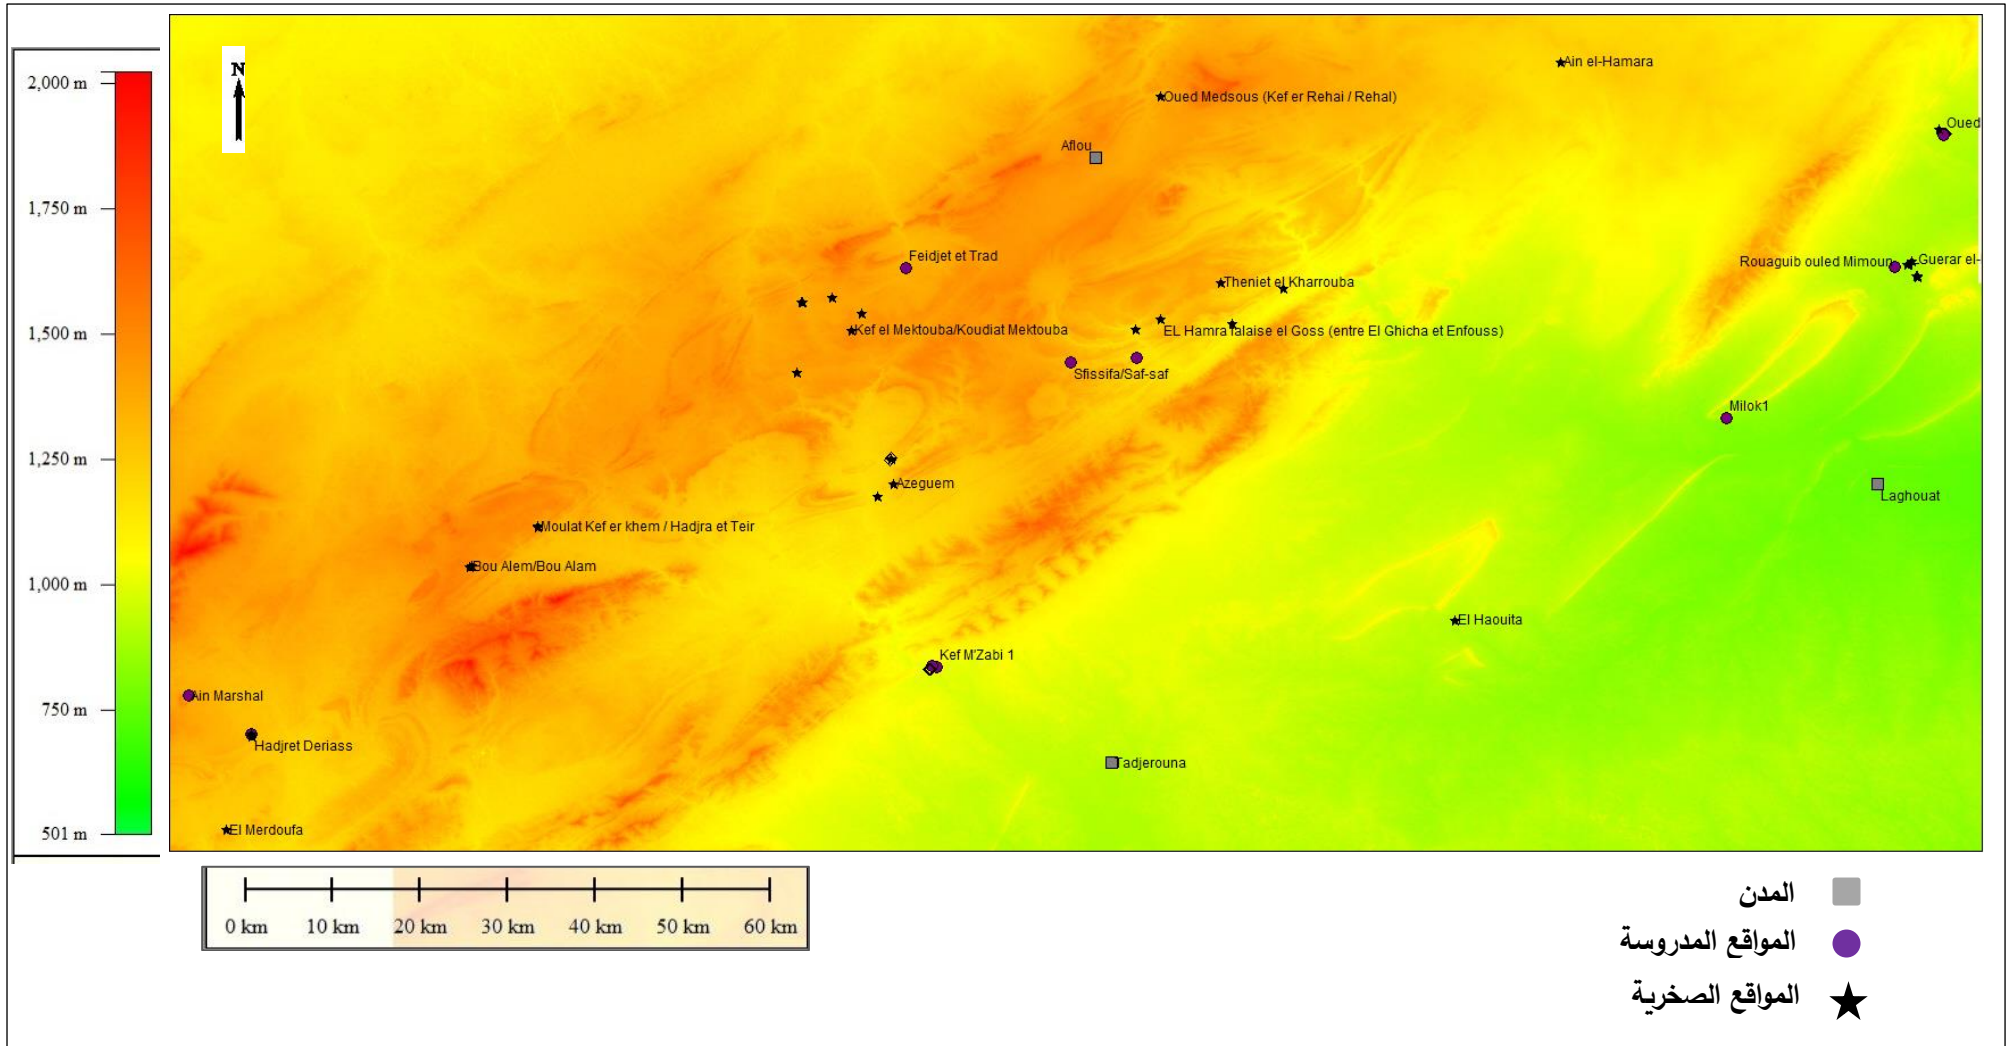 2,000 m
1,750 m
1,500 m
1,250 m
1,000 m
750 m
501 m
N
Ain el-Hamara
Oued Medsous (Kef er Rehai / Rehal)
Oued
Aflou
Feidjet et Trad
Rouaguib ouled Mimoun
Guerar el-
Theniet el Kharrouba
Kef el Mektouba/Koudiat Mektouba
EL Hamra falaise el Goss (entre El Ghicha et Enfouss)
Sfissifa/Saf-saf
Milok1
Azeguem
Laghouat
Moulat Kef er khem / Hadjra et Teir
Bou Alem/Bou Alam
El Haouita
Kef M'Zabi 1
Ain Marshal
Hadjret Deriass
Tadjerouna
El Merdoufa
0 km 10 km 20 km 30 km 40 km 50 km 60 km
المدن
المواقع المدروسة
المواقع الصخرية